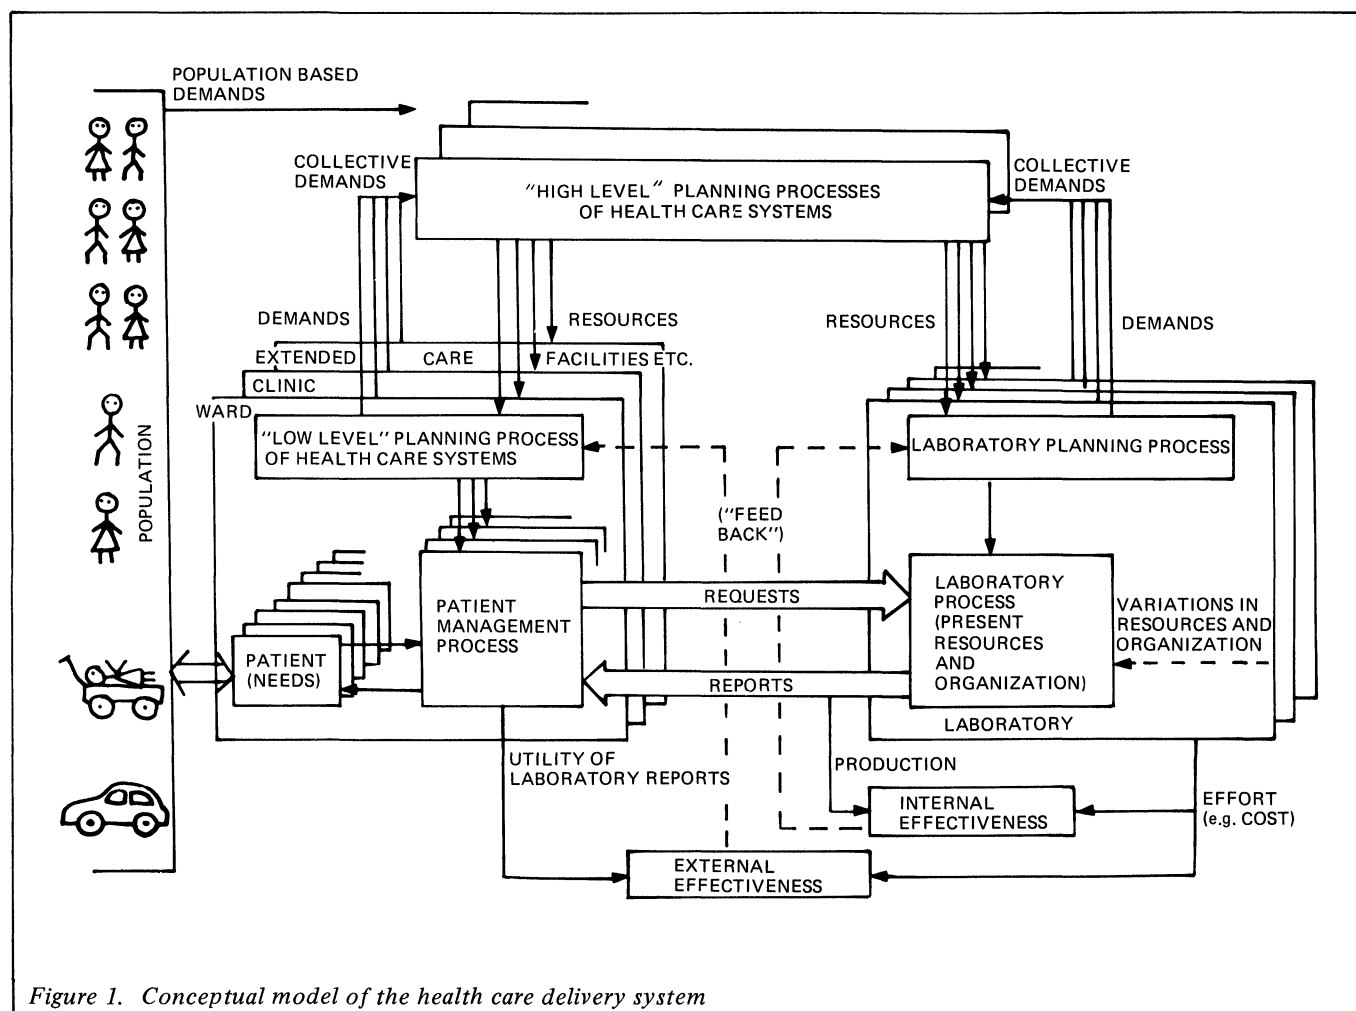 POPULATION BASED
DEMANDS
COLLECTIVE
DEMANDS
"HIGH LEVEL" PLANNING PROCESSES
OF HEALTH CARE SYSTEMS
COLLECTIVE
DEMANDS
DEMANDS
RESOURCES
RESOURCES
DEMANDS
EXTENDED CARE FACILITIES ETC.
CLINIC
WARD
"LOW LEVEL" PLANNING PROCESS
OF HEALTH CARE SYSTEMS
LABORATORY PLANNING PROCESS
POPULATION
("FEED
BACK")
PATIENT
MANAGEMENT
PROCESS
REQUESTS
LABORATORY
PROCESS
(PRESENT
RESOURCES
AND
ORGANIZATION)
VARIATIONS IN
RESOURCES AND
ORGANIZATION
PATIENT
(NEEDS)
REPORTS
LABORATORY
UTILITY OF
LABORATORY REPORTS
PRODUCTION
INTERNAL
EFFECTIVENESS
EFFORT
(e.g. COST)
EXTERNAL
EFFECTIVENESS
Figure 1. Conceptual model of the health care delivery system